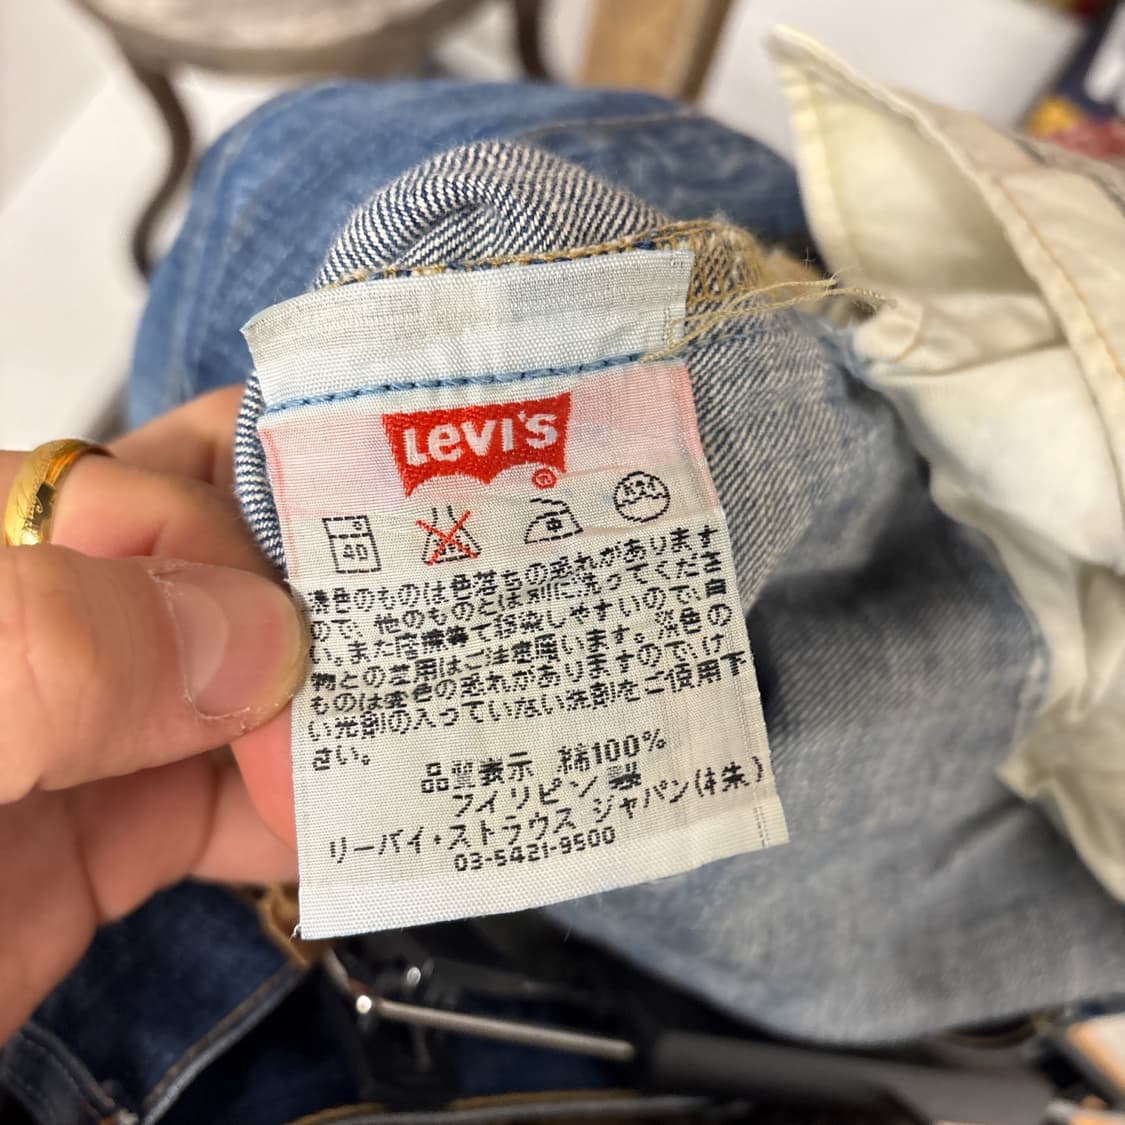 Levi's
40
濃色のものは色落ちの恐れがあります
ので、他のものとは別に洗ってくださ
い。また摩擦等で移染しやすいので、白
物との着用はご注意願います。淡色の
ものは変色の恐れがありますので、け
い光剤の入っていない洗剤をご使用下
さい。
品質表示 綿100%
フィリピン 製
リーバイ・ストラウス ジャパン(株)
03-5421-9500